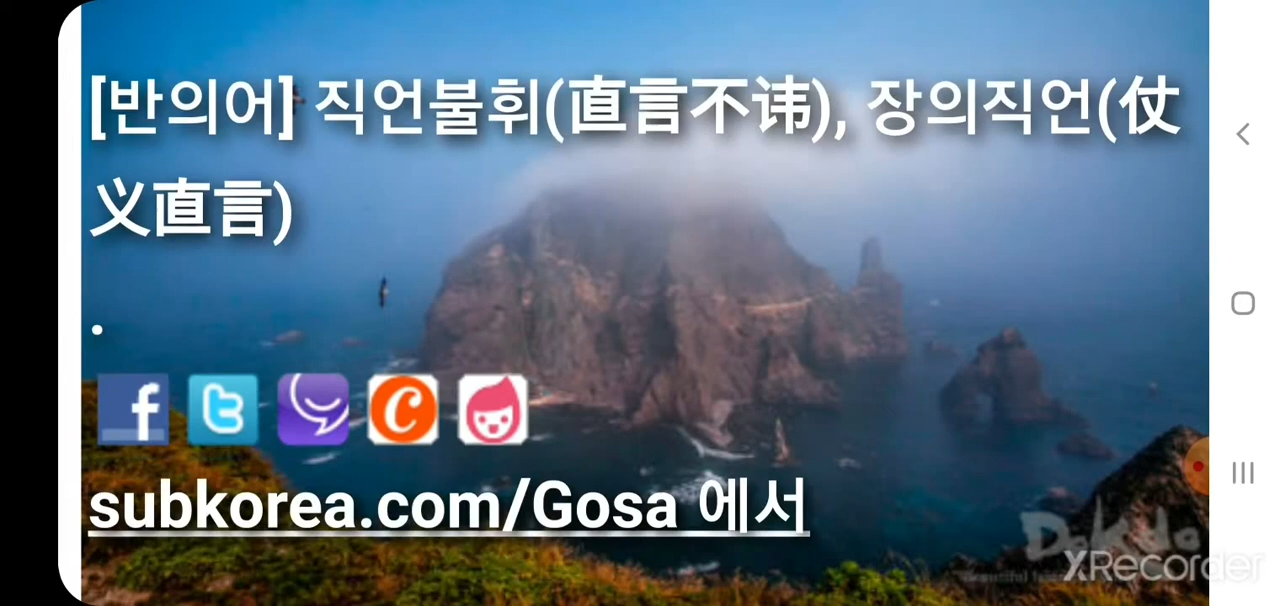 [반의어] 직언불휘(直言不讳), 장의직언(仗
义直言)
.
subkorea.com/Gosa 에서
Dokdo
XRecorder